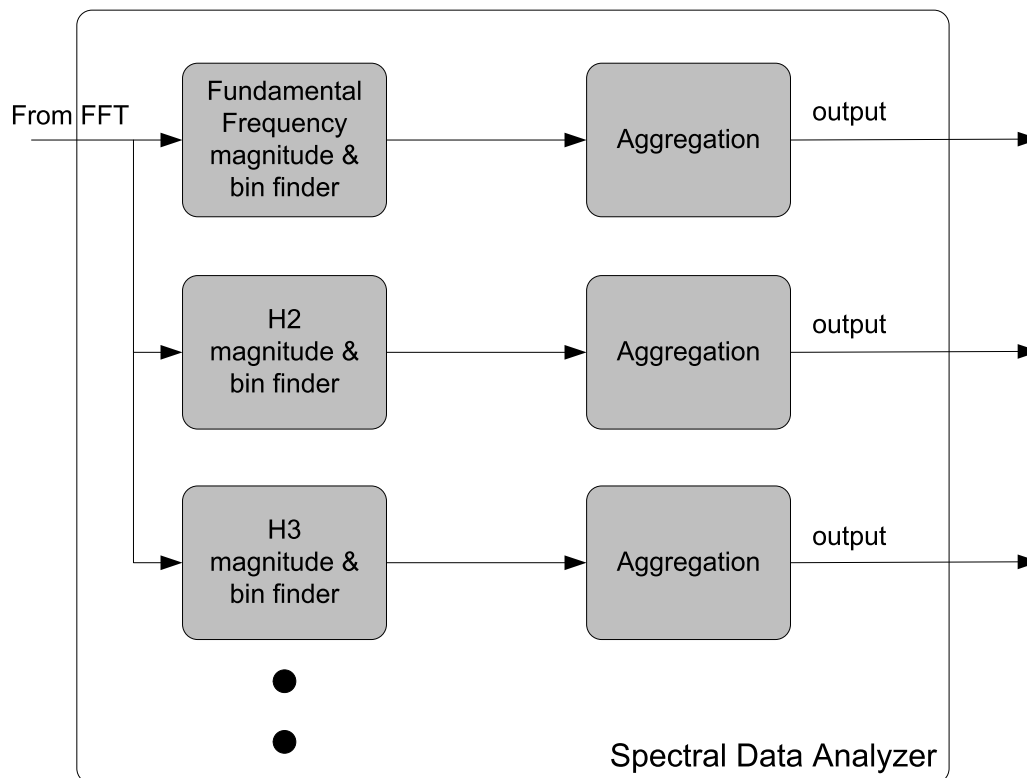 From FFT
Fundamental
Frequency
magnitude &
bin finder
Aggregation
output
H2
magnitude &
bin finder
Aggregation
output
H3
magnitude &
bin finder
Aggregation
output
Spectral Data Analyzer